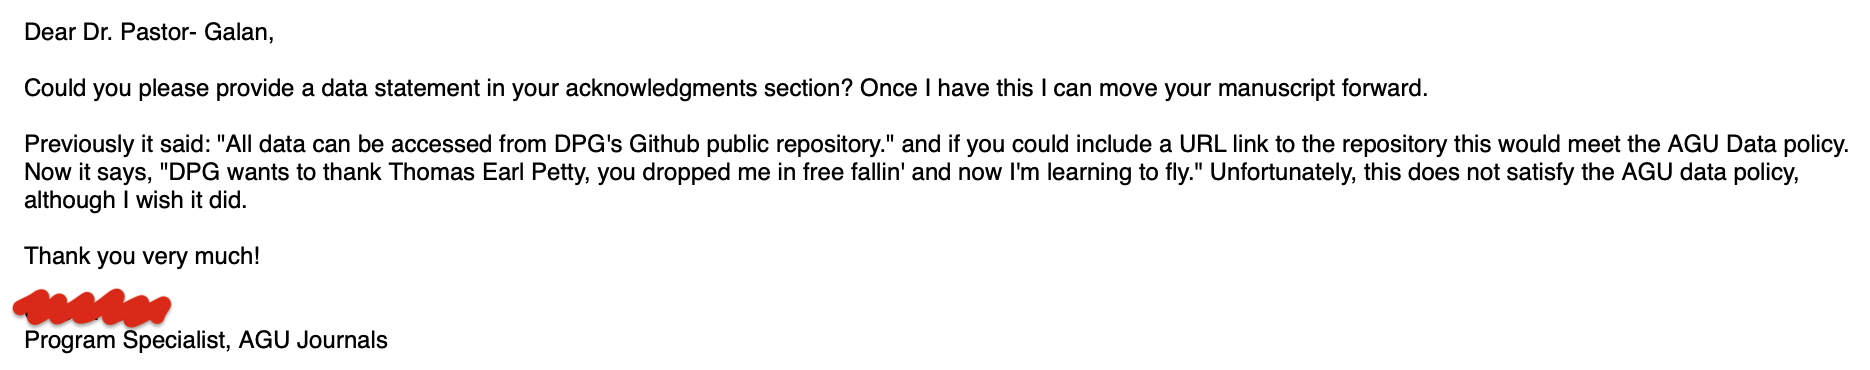 Dear Dr. Pastor- Galan,
Could you please provide a data statement in your acknowledgments section? Once I have this I can move your manuscript forward.
Previously it said: "All data can be accessed from DPG's Github public repository." and if you could include a URL link to the repository this would meet the AGU Data policy.
Now it says, "DPG wants to thank Thomas Earl Petty, you dropped me in free fallin' and now I'm learning to fly." Unfortunately, this does not satisfy the AGU data policy,
although I wish it did.
Thank you very much!
Program Specialist, AGU Journals